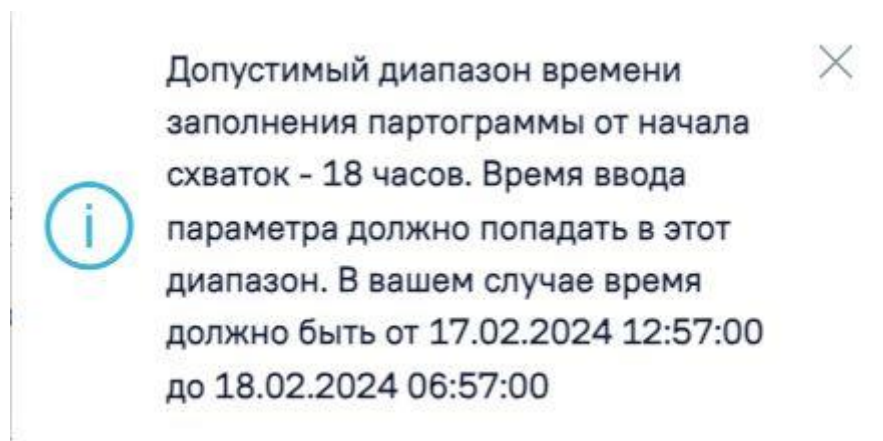 Допустимый диапазон времени
заполнения партограммы от начала
схваток - 18 часов. Время ввода
параметра должно попадать в этот
диапазон. В вашем случае время
должно быть от 17.02.2024 12:57:00
до 18.02.2024 06:57:00